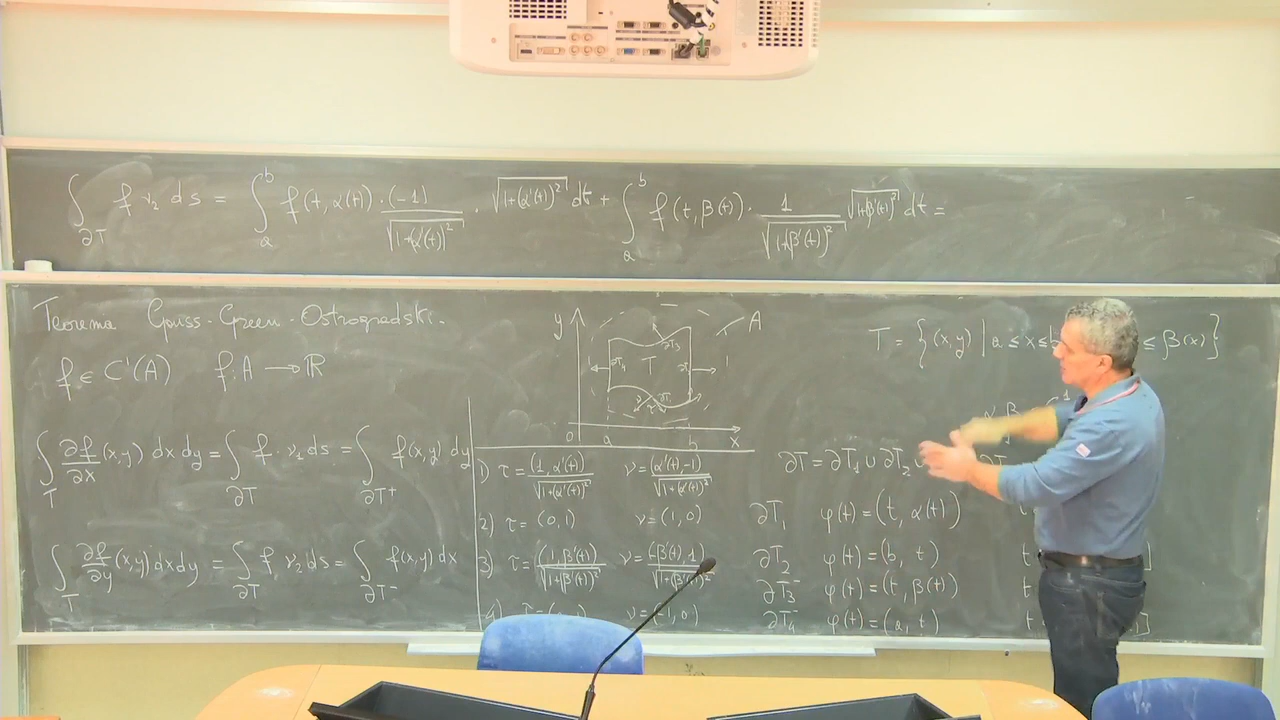 ∫_∂T f ν₂ ds = ∫_a^b f(t, α(t)) · (-1)/√(1+(α'(t))²) · √(1+(α'(t))²) dt + ∫_a^b f(t, β(t)) · 1/√(1+(β'(t))²) √(1+(β'(t))²) dt =
Teorema Gauss-Green-Ostrogradski.
f ∈ C¹(A) f: A → ℝ
∫_T ∂f/∂x (x,y) dx dy = ∫_∂T f · ν₁ ds = ∫_∂T+ f(x,y) dy
∫_T ∂f/∂y (x,y) dx dy = ∫_∂T f ν₂ ds = ∫_∂T⁻ f(x,y) dx
y A
∂T₃
∂T₄ T
0 a b x
1) τ = (1, α'(t))/√(1+(α'(t))²) ν = (α'(t), -1)/√(1+(α'(t))²)
2) τ = (0, 1) ν = (1, 0)
3) τ = (1, β'(t))/√(1+(β'(t))²) ν = (-β'(t), 1)/√(1+(β'(t))²)
4) ν = (-1, 0)
T = { (x,y) | a ≤ x ≤ b ≤ β(x) }
α, β
∂T = ∂T₁ ∪ ∂T₂ ∪
∂T₁ φ(t) = (t, α(t))
∂T₂ φ(t) = (b, t) t
∂T₃⁻ φ(t) = (t, β(t)) t
∂T₄⁻ φ(t) = (a, t) t